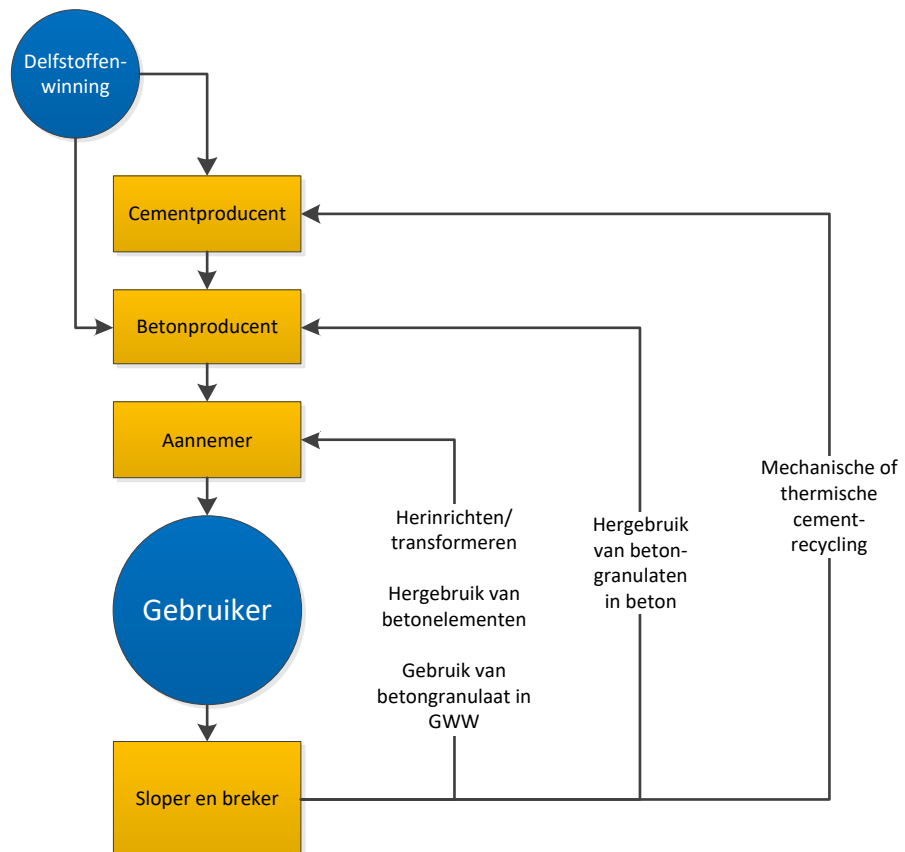 Delfstoffen-
winning
Cementproducent
Betonproducent
Aannemer
Gebruiker
Sloper en breker
Herinrichten/
transformeren
Hergebruik van
betonelementen
Gebruik van
betongranulaat in
GWW
Hergebruik
van beton-
granulaten
in beton
Mechanische of
thermische
cement-
recycling